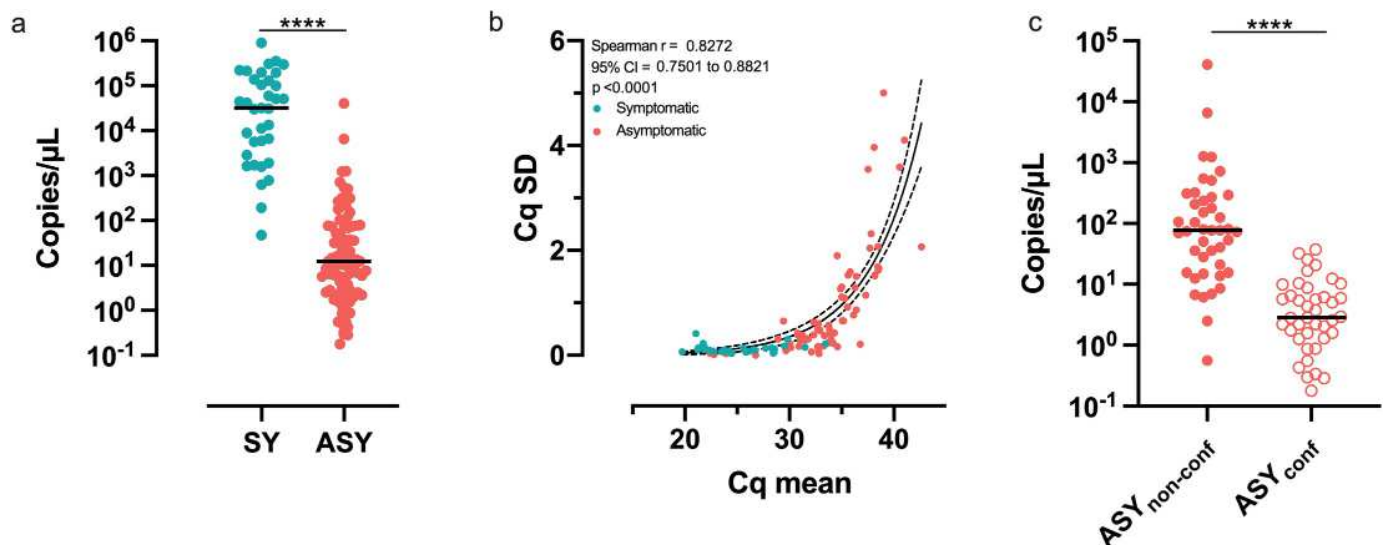 a
****
Copies/µL
10^6
10^5
10^4
10^3
10^2
10^1
10^0
10^-1
SY ASY
b
Spearman r = 0.8272
95% CI = 0.7501 to 0.8821
p <0.0001
Symptomatic
Asymptomatic
Cq SD
6
4
2
0
20 30 40
Cq mean
c
****
Copies/µL
10^5
10^4
10^3
10^2
10^1
10^0
10^-1
ASY non-conf
ASY conf